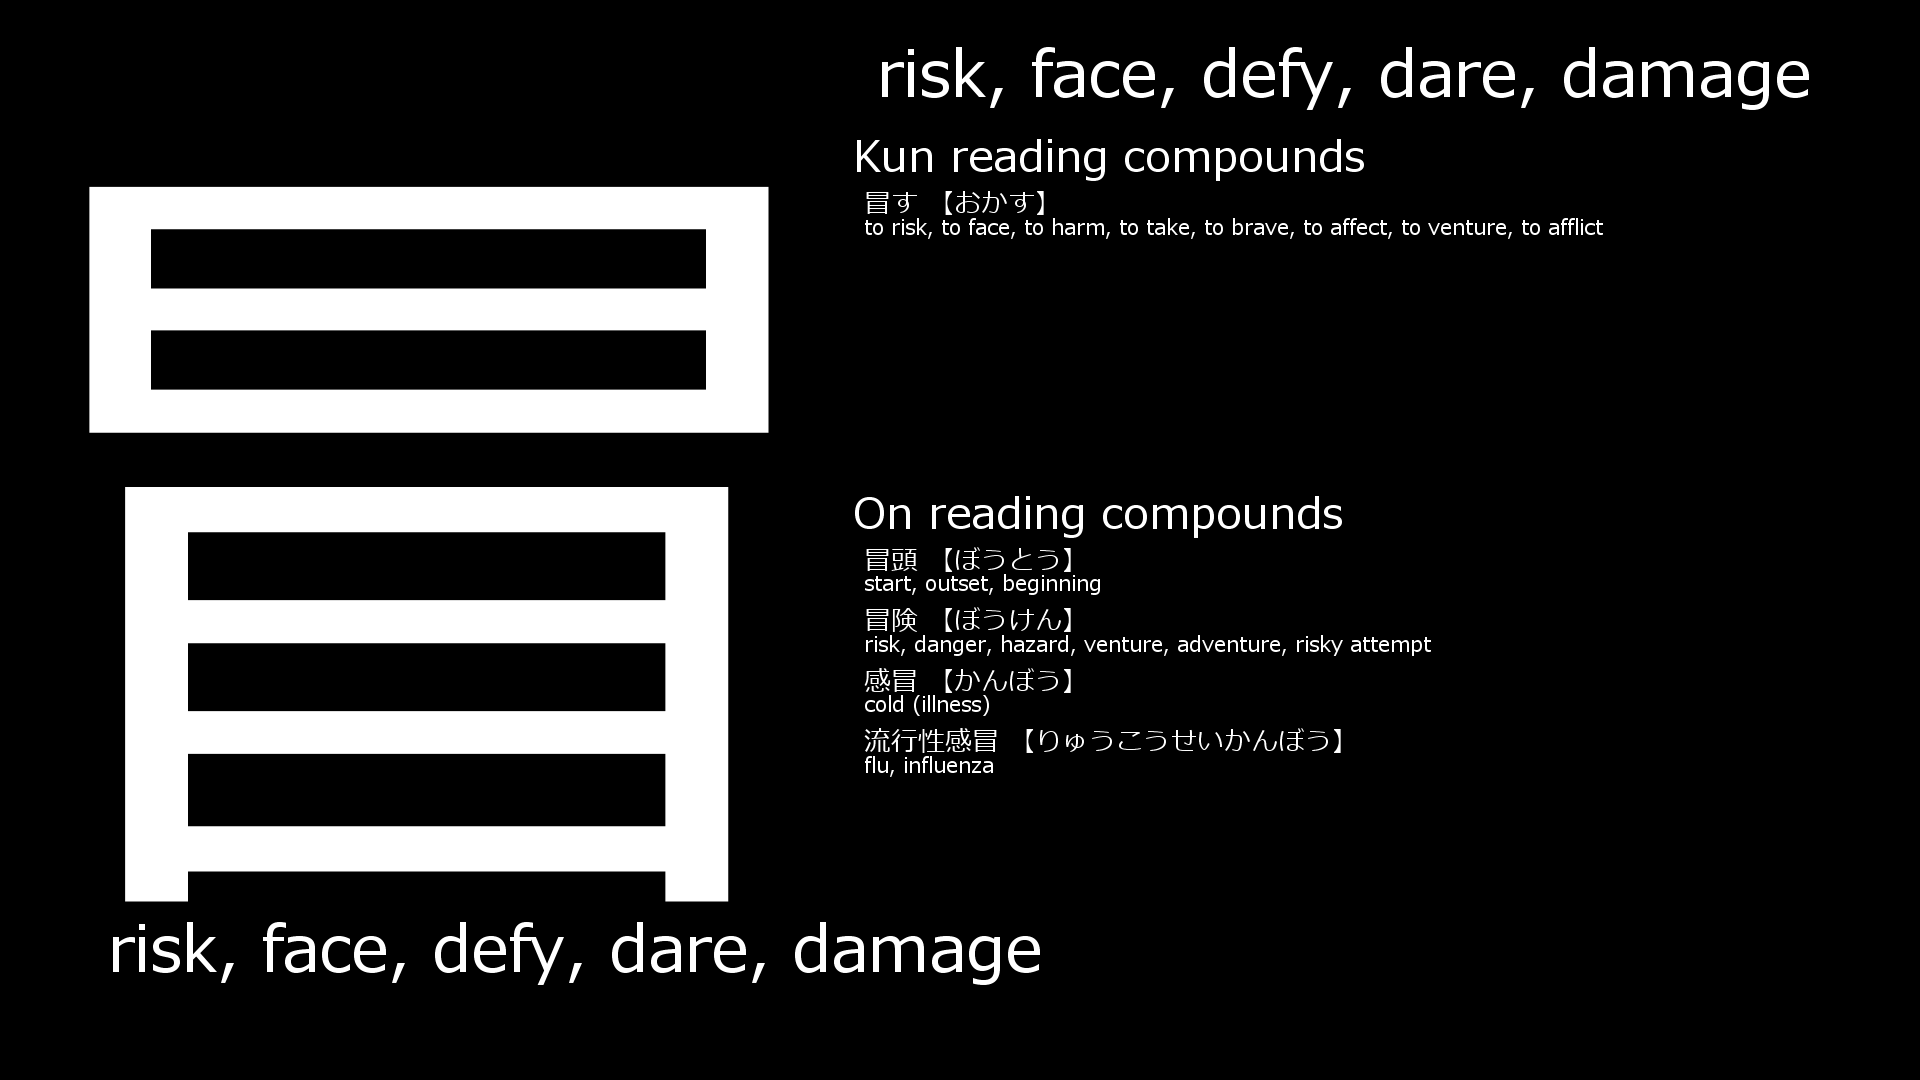 冒
risk, face, defy, dare, damage
risk, face, defy, dare, damage
Kun reading compounds
冒す 【おかす】
to risk, to face, to harm, to take, to brave, to affect, to venture, to afflict
On reading compounds
冒頭 【ぼうとう】
start, outset, beginning
冒険 【ぼうけん】
risk, danger, hazard, venture, adventure, risky attempt
感冒 【かんぼう】
cold (illness)
流行性感冒 【りゅうこうせいかんぼう】
flu, influenza